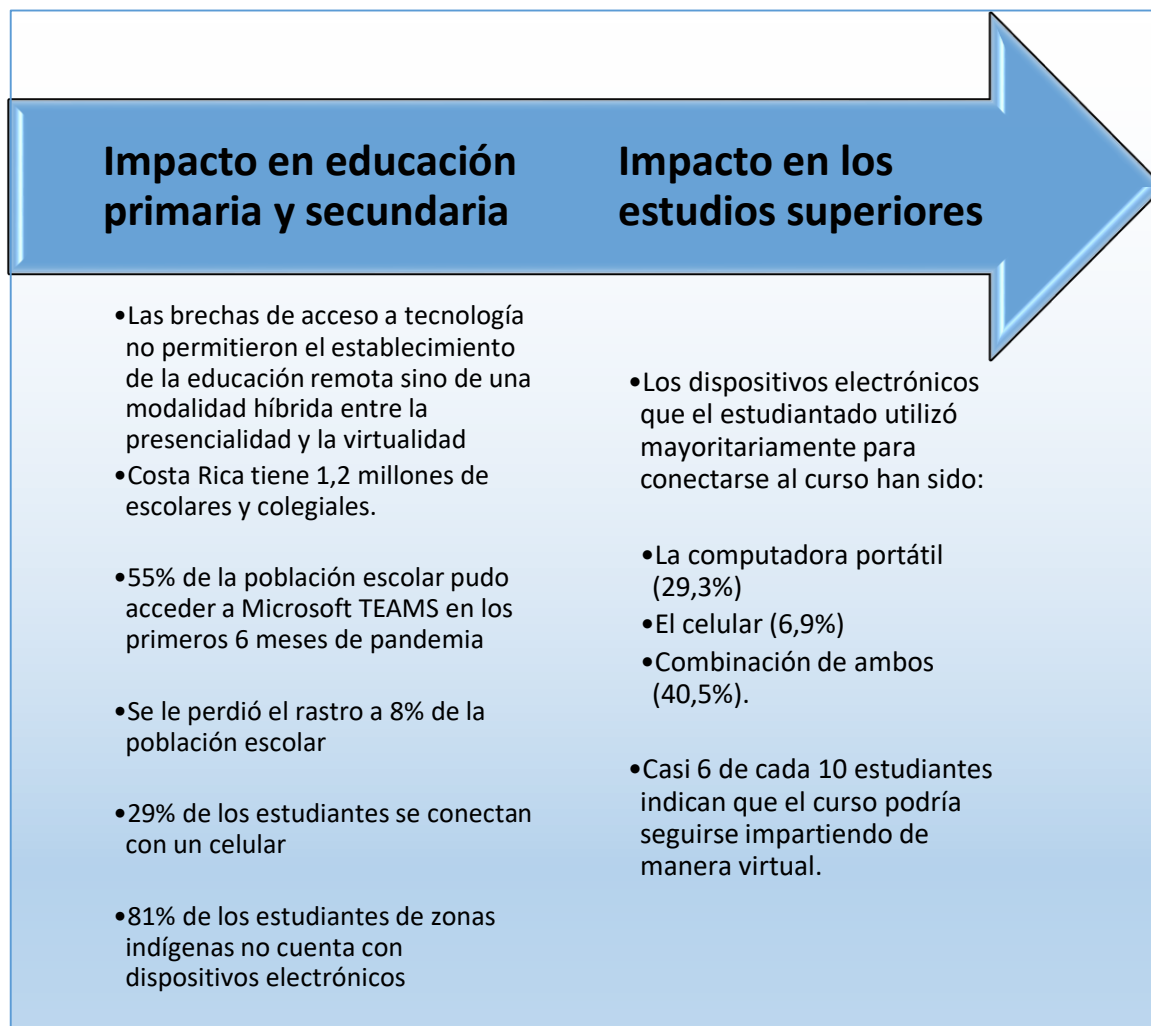 Impacto en educación
primaria y secundaria
•Las brechas de acceso a tecnología
no permitieron el establecimiento
de la educación remota sino de una
modalidad híbrida entre la
presencialidad y la virtualidad
•Costa Rica tiene 1,2 millones de
escolares y colegiales.
•55% de la población escolar pudo
acceder a Microsoft TEAMS en los
primeros 6 meses de pandemia
•Se le perdió el rastro a 8% de la
población escolar
•29% de los estudiantes se conectan
con un celular
•81% de los estudiantes de zonas
indígenas no cuenta con
dispositivos electrónicos
Impacto en los
estudios superiores
•Los dispositivos electrónicos
que el estudiantado utilizó
mayoritariamente para
conectarse al curso han sido:
•La computadora portátil
(29,3%)
•El celular (6,9%)
•Combinación de ambos
(40,5%).
•Casi 6 de cada 10 estudiantes
indican que el curso podría
seguirse impartiendo de
manera virtual.